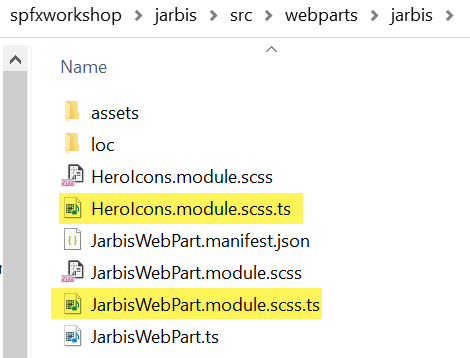 spfxworkshop > jarbis > src > webparts > jarbis >
Name
assets
loc
HeroIcons.module.scss
HeroIcons.module.scss.ts
JarbisWebPart.manifest.json
JarbisWebPart.module.scss
JarbisWebPart.module.scss.ts
JarbisWebPart.ts